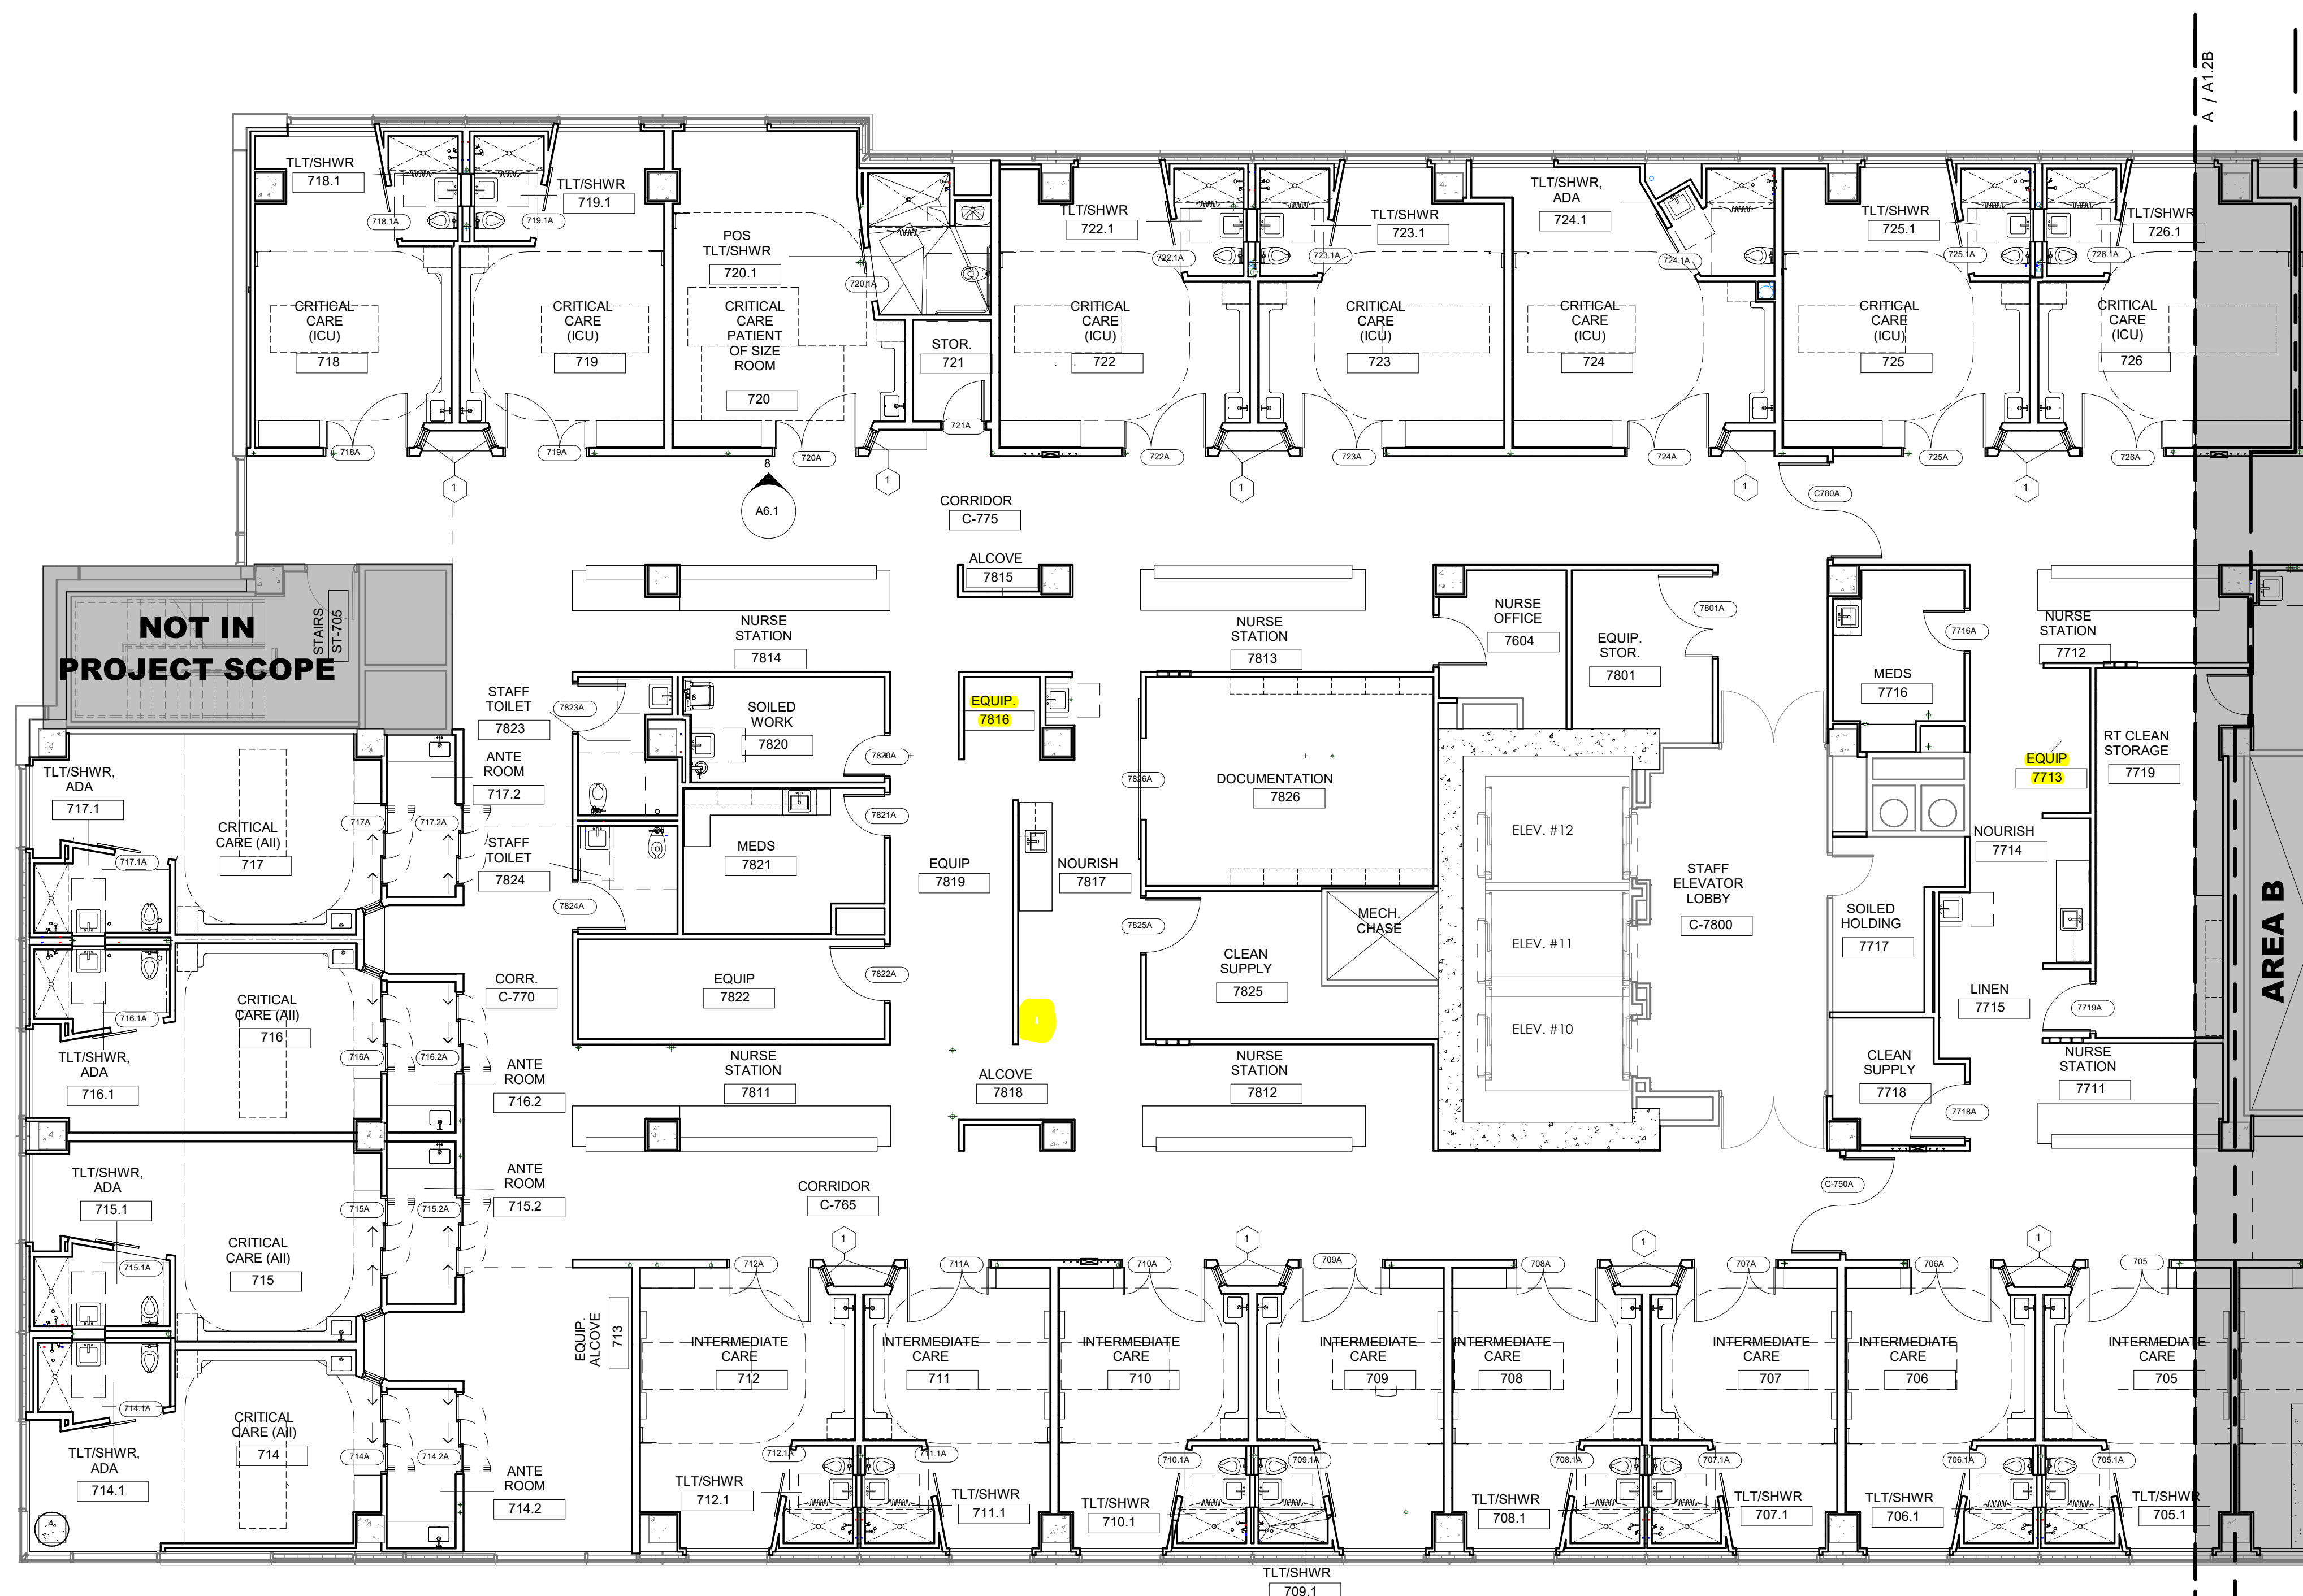 A / A1.2B
TLT/SHWR
718.1
TLT/SHWR
719.1
718.1A
719.1A
POS
TLT/SHWR
720.1
720.1A
TLT/SHWR
722.1
722.1A
TLT/SHWR
723.1
723.1A
TLT/SHWR,
ADA
724.1
724.1A
TLT/SHWR
725.1
725.1A
TLT/SHWR
726.1
726.1A
CRITICAL
CARE
(ICU)
718
CRITICAL
CARE
(ICU)
719
CRITICAL
CARE
PATIENT
OF SIZE
ROOM
720
STOR.
721
721A
CRITICAL
CARE
(ICU)
722
CRITICAL
CARE
(ICU)
723
CRITICAL
CARE
(ICU)
724
CRITICAL
CARE
(ICU)
725
CRITICAL
CARE
(ICU)
726
718A
719A
8
720A
722A
723A
724A
725A
726A
1
1
1
1
1
A6.1
C780A
CORRIDOR
C-775
ALCOVE
7815
NOT IN
PROJECT SCOPE
STAIRS
ST-705
NURSE
STATION
7814
NURSE
STATION
7813
NURSE
OFFICE
7604
EQUIP.
STOR.
7801
7801A
MEDS
7716
7716A
NURSE
STATION
7712
STAFF
TOILET
7823
7823A
SOILED
WORK
7820
7820A
EQUIP.
7816
DOCUMENTATION
7826
7826A
EQUIP
7713
RT CLEAN
STORAGE
7719
TLT/SHWR,
ADA
717.1
717.1A
CRITICAL
CARE (AII)
717
717A
717.2A
ANTE
ROOM
717.2
STAFF
TOILET
7824
7824A
MEDS
7821
7821A
EQUIP
7819
NOURISH
7817
ELEV. #12
ELEV. #11
ELEV. #10
STAFF
ELEVATOR
LOBBY
C-7800
NOURISH
7714
SOILED
HOLDING
7717
MECH.
CHASE
7825A
CLEAN
SUPPLY
7825
EQUIP
7822
7822A
CORR.
C-770
LINEN
7715
7719A
AREA B
CRITICAL
CARE (AII)
716
716.1A
TLT/SHWR,
ADA
716.1
716A
716.2A
ANTE
ROOM
716.2
NURSE
STATION
7811
ALCOVE
7818
NURSE
STATION
7812
CLEAN
SUPPLY
7718
7718A
NURSE
STATION
7711
TLT/SHWR,
ADA
715.1
715.1A
CRITICAL
CARE (AII)
715
715A
715.2A
ANTE
ROOM
715.2
CORRIDOR
C-765
C-750A
1
1
1
1
712A
711A
710A
709A
708A
707A
706A
705
EQUIP.
ALCOVE
713
INTERMEDIATE
CARE
712
INTERMEDIATE
CARE
711
INTERMEDIATE
CARE
710
INTERMEDIATE
CARE
709
INTERMEDIATE
CARE
708
INTERMEDIATE
CARE
707
INTERMEDIATE
CARE
706
INTERMEDIATE
CARE
705
714.1A
CRITICAL
CARE (AII)
714
714A
714.2A
TLT/SHWR,
ADA
714.1
ANTE
ROOM
714.2
712.1A
711.1A
710.1A
709.1A
708.1A
707.1A
706.1A
705.1A
TLT/SHWR
712.1
TLT/SHWR
711.1
TLT/SHWR
710.1
TLT/SHWR
708.1
TLT/SHWR
707.1
TLT/SHWR
706.1
TLT/SHWR
705.1
TLT/SHWR
709.1